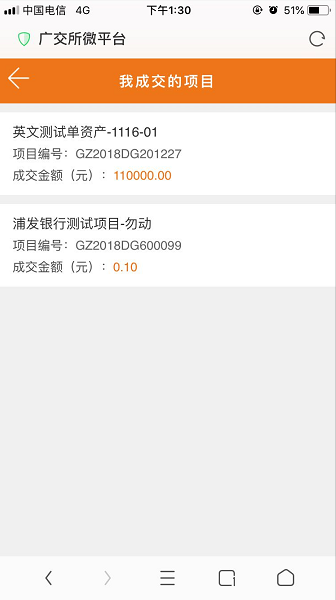 中国电信 4G 下午1:30 51%
广交所微平台
我成交的项目
英文测试单资产-1116-01
项目编号：GZ2018DG201227
成交金额（元）：110000.00
浦发银行测试项目-勿动
项目编号：GZ2018DG600099
成交金额（元）：0.10